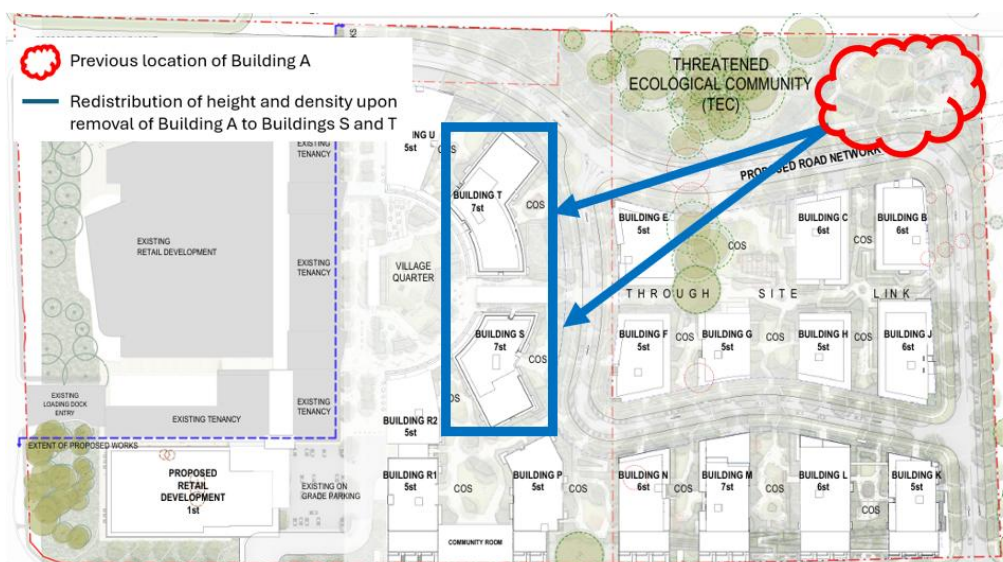 Previous location of Building A
Redistribution of height and density upon
removal of Building A to Buildings S and T
THREATENED
ECOLOGICAL COMMUNITY
(TEC)
PROPOSED ROAD NETWORK
EXISTING
TENANCY
5st
COS
BUILDING T
7st
COS
BUILDING E
5st
COS
BUILDING C
6st
COS
BUILDING B
6st
EXISTING
RETAIL DEVELOPMENT
EXISTING
TENANCY
VILLAGE
QUARTER
THROUGH SITE LINK
BUILDING S
7st
COS
BUILDING F
5st
COS
BUILDING G
5st
COS
BUILDING H
5st
COS
BUILDING J
6st
EXISTING
LOADING DOCK
ENTRY
EXISTING TENANCY
EXISTING
TENANCY
COS
BUILDING R2
5st
EXTENT OF PROPOSED WORKS
PROPOSED
RETAIL
DEVELOPMENT
1st
EXISTING ON
GRADE PARKING
BUILDING R1
5st
COS
BUILDING P
5st
COS
BUILDING N
6st
BUILDING M
7st
COS
BUILDING L
6st
BUILDING K
5st
COS
COMMUNITY ROOM